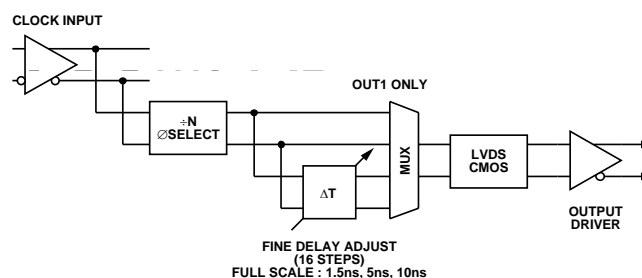 CLOCK INPUT
OUT1 ONLY
÷N
∅SELECT
MUX
LVDS
CMOS
ΔT
OUTPUT
DRIVER
FINE DELAY ADJUST
(16 STEPS)
FULL SCALE : 1.5ns, 5ns, 10ns